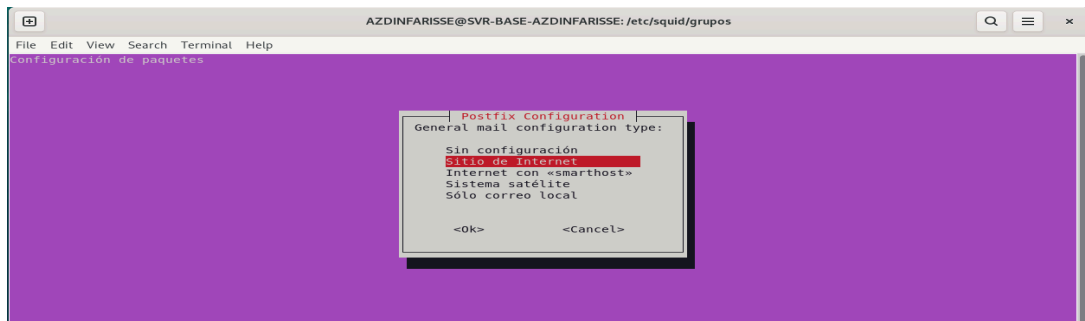 AZDINFARISSE@SVR-BASE-AZDINFARISSE: /etc/squid/grupos
File Edit View Search Terminal Help
Configuración de paquetes
Postfix Configuration
General mail configuration type:
Sin configuración
Sitio de Internet
Internet con «smarthost»
Sistema satélite
Sólo correo local
<Ok> <Cancel>